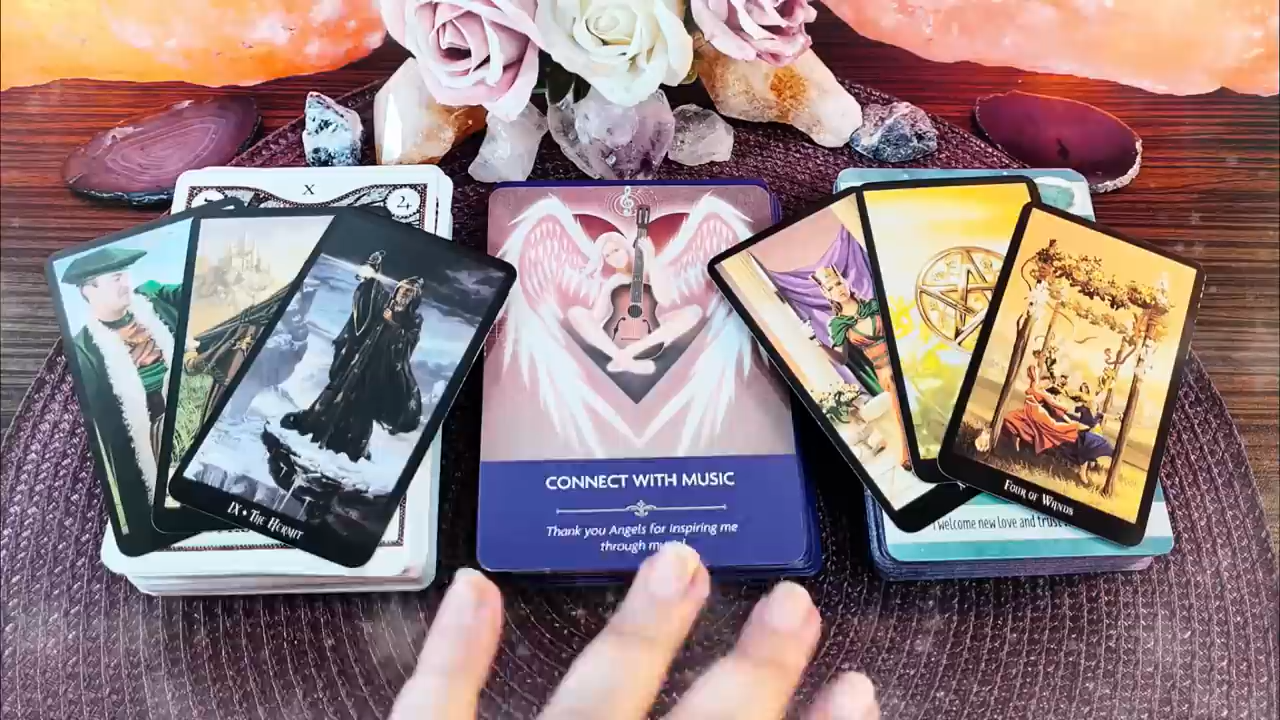 X
IX • THE HERMIT
CONNECT WITH MUSIC
Thank you Angels for Inspiring me
through
FOUR OF WANDS
I welcome new love and trust